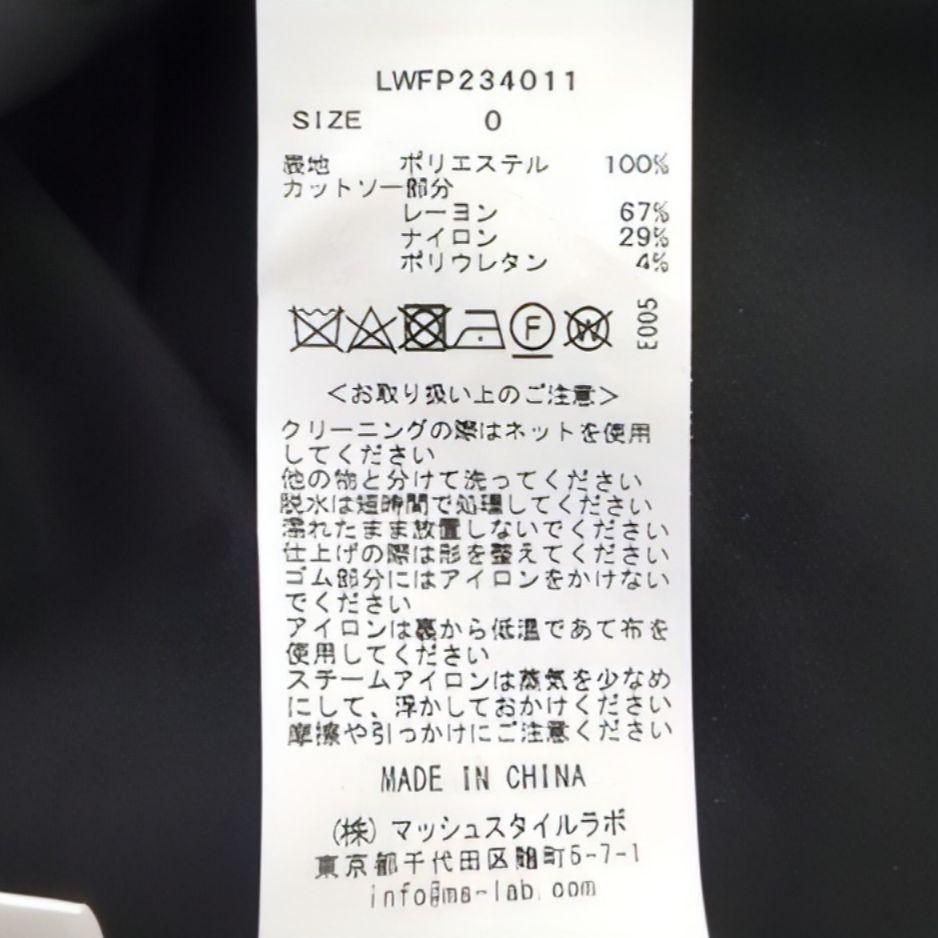 LWFP234011
SIZE 0
表地 ポリエステル 100%
カットソー部分
レーヨン 67%
ナイロン 29%
ポリウレタン 4%
F W E005
<お取り扱い上のご注意>
クリーニングの際はネットを使用
してください
他の物と分けて洗ってください
脱水は短時間で処理してください
濡れたまま放置しないでください
仕上げの際は形を整えてください
ゴム部分にはアイロンをかけない
でください
アイロンは裏から低温であて布を
使用してください
スチームアイロンは蒸気を少なめ
にして、浮かしておかけください
摩擦や引っかけにご注意ください
MADE IN CHINA
(株)マッシュスタイルラボ
東京都千代田区麹町5-7-1
info@ms-lab.com